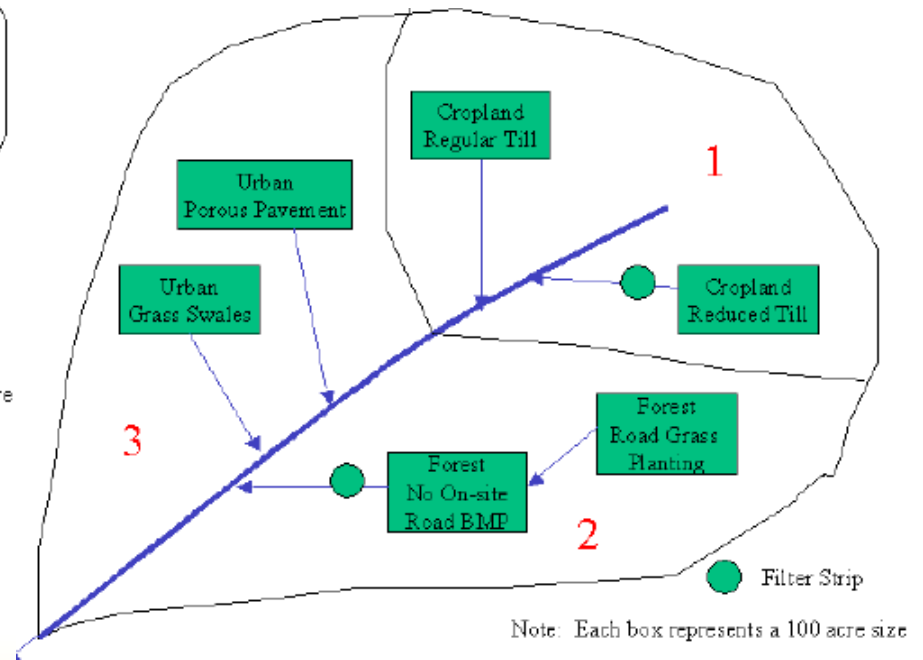 Cropland
Regular Till
1
Urban
Porous Pavement
Urban
Grass Swales
Cropland
Reduced Till
3
Forest
Road Grass
Planting
Forest
No On-site
Road BMP
2
Filter Strip
Note: Each box represents a 100 acre size